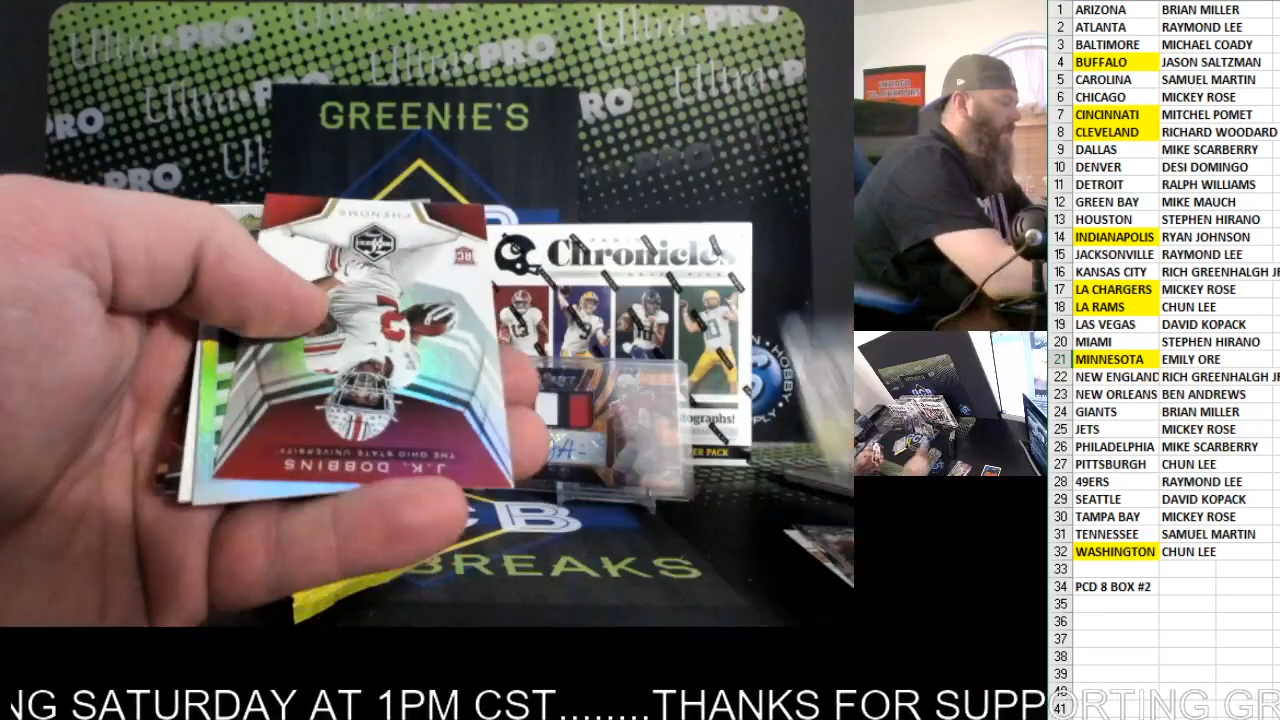 Ultra•PRO
Ultra•PRO
Ultra•PRO
PRO
PRO
GREENIE'S
PHENOMS
RC
2
J.K. DOBBINS
THE OHIO STATE UNIVERSITY
Chronicles
CB
BREAKS
1 ARIZONA BRIAN MILLER
2 ATLANTA RAYMOND LEE
3 BALTIMORE MICHAEL COADY
4 BUFFALO JASON SALTZMAN
5 CAROLINA SAMUEL MARTIN
6 CHICAGO MICKEY ROSE
7 CINCINNATI MITCHEL POMET
8 CLEVELAND RICHARD WOODARD
9 DALLAS MIKE SCARBERRY
10 DENVER DESI DOMINGO
11 DETROIT RALPH WILLIAMS
12 GREEN BAY MIKE MAUCH
13 HOUSTON STEPHEN HIRANO
14 INDIANAPOLIS RYAN JOHNSON
15 JACKSONVILLE RAYMOND LEE
16 KANSAS CITY RICH GREENHALGH JR
17 LA CHARGERS MICKEY ROSE
18 LA RAMS CHUN LEE
19 LAS VEGAS DAVID KOPACK
20 MIAMI STEPHEN HIRANO
21 MINNESOTA EMILY ORE
22 NEW ENGLAND RICH GREENHALGH JR
23 NEW ORLEANS BEN ANDREWS
24 GIANTS BRIAN MILLER
25 JETS MICKEY ROSE
26 PHILADELPHIA MIKE SCARBERRY
27 PITTSBURGH CHUN LEE
28 49ERS RAYMOND LEE
29 SEATTLE DAVID KOPACK
30 TAMPA BAY MICKEY ROSE
31 TENNESSEE SAMUEL MARTIN
32 WASHINGTON CHUN LEE
33
34 PCD 8 BOX #2
35
36
37
38
39
40
41
NG SATURDAY AT 1PM CST........THANKS FOR SUPPORTING GR